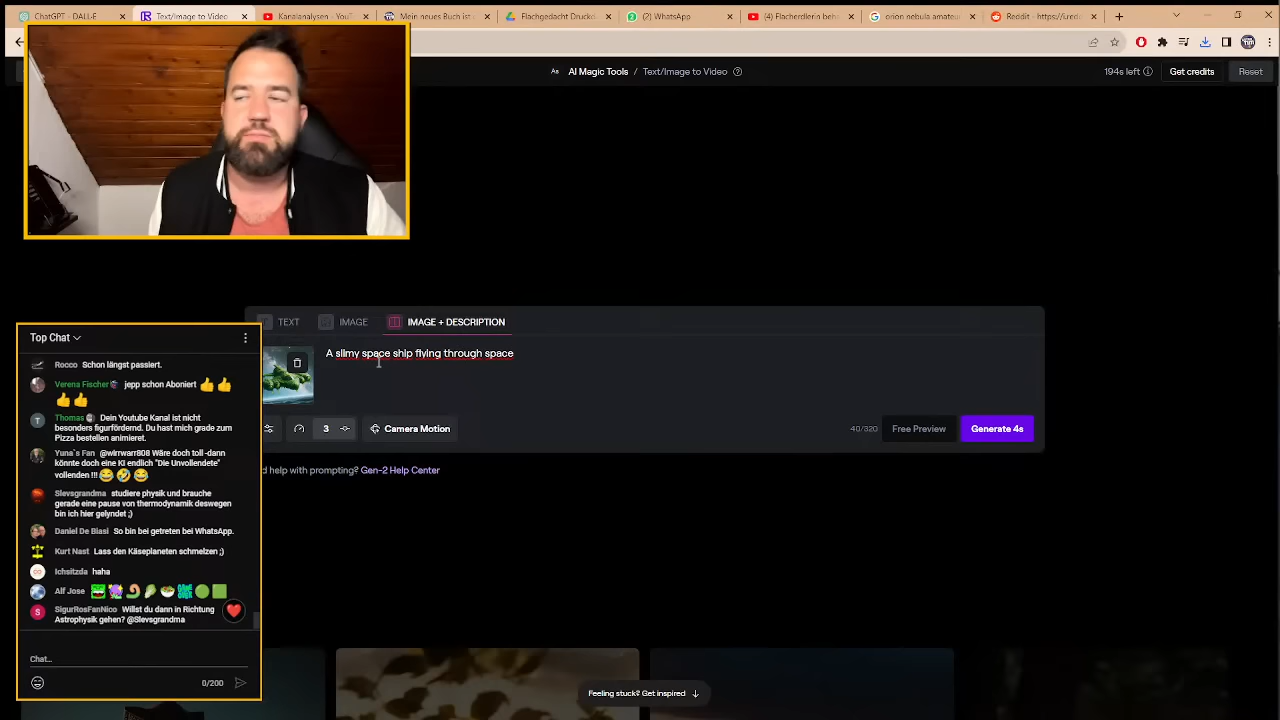 ChatGPT - DALL·E
Text/Image to Video
Kanalanalysen - YouT
Mein neues Buch ist
Flachgedacht Druckd
(2) WhatsApp
(4) Flacherdlerin beh
orion nebula amateu
Reddit - https://i.red
AI Magic Tools / Text/Image to Video
194s left
Get credits
Reset
TEXT
IMAGE
IMAGE + DESCRIPTION
A slimy space ship flying through space
3
Camera Motion
40/320
Free Preview
Generate 4s
d help with prompting? Gen-2 Help Center
Feeling stuck? Get inspired
Top Chat
Rocco Schon längst passiert.
Verena Fischer jepp schon Aboniert 👍👍
👍👍
Thomas Dein Youtube Kanal ist nicht
besonders figurfördernd. Du hast mich grade zum
Pizza bestellen animiert.
Yuna`s Fan @wirrwarr808 Wäre doch toll -dann
könnte doch eine KI endlich "Die Unvollendete"
vollenden !!! 😂🤣😂
Slevsgrandma studiere physik und brauche
gerade eine pause von thermodynamik deswegen
bin ich hier gelyndet ;)
Daniel De Biasi So bin bei getreten bei WhatsApp.
Kurt Nast Lass den Käseplaneten schmelzen ;)
Ichsitzda haha
Alf Jose
SigurRosFanNico Willst du dann in Richtung
Astrophysik gehen? @Slevsgrandma
Chat...
0/200